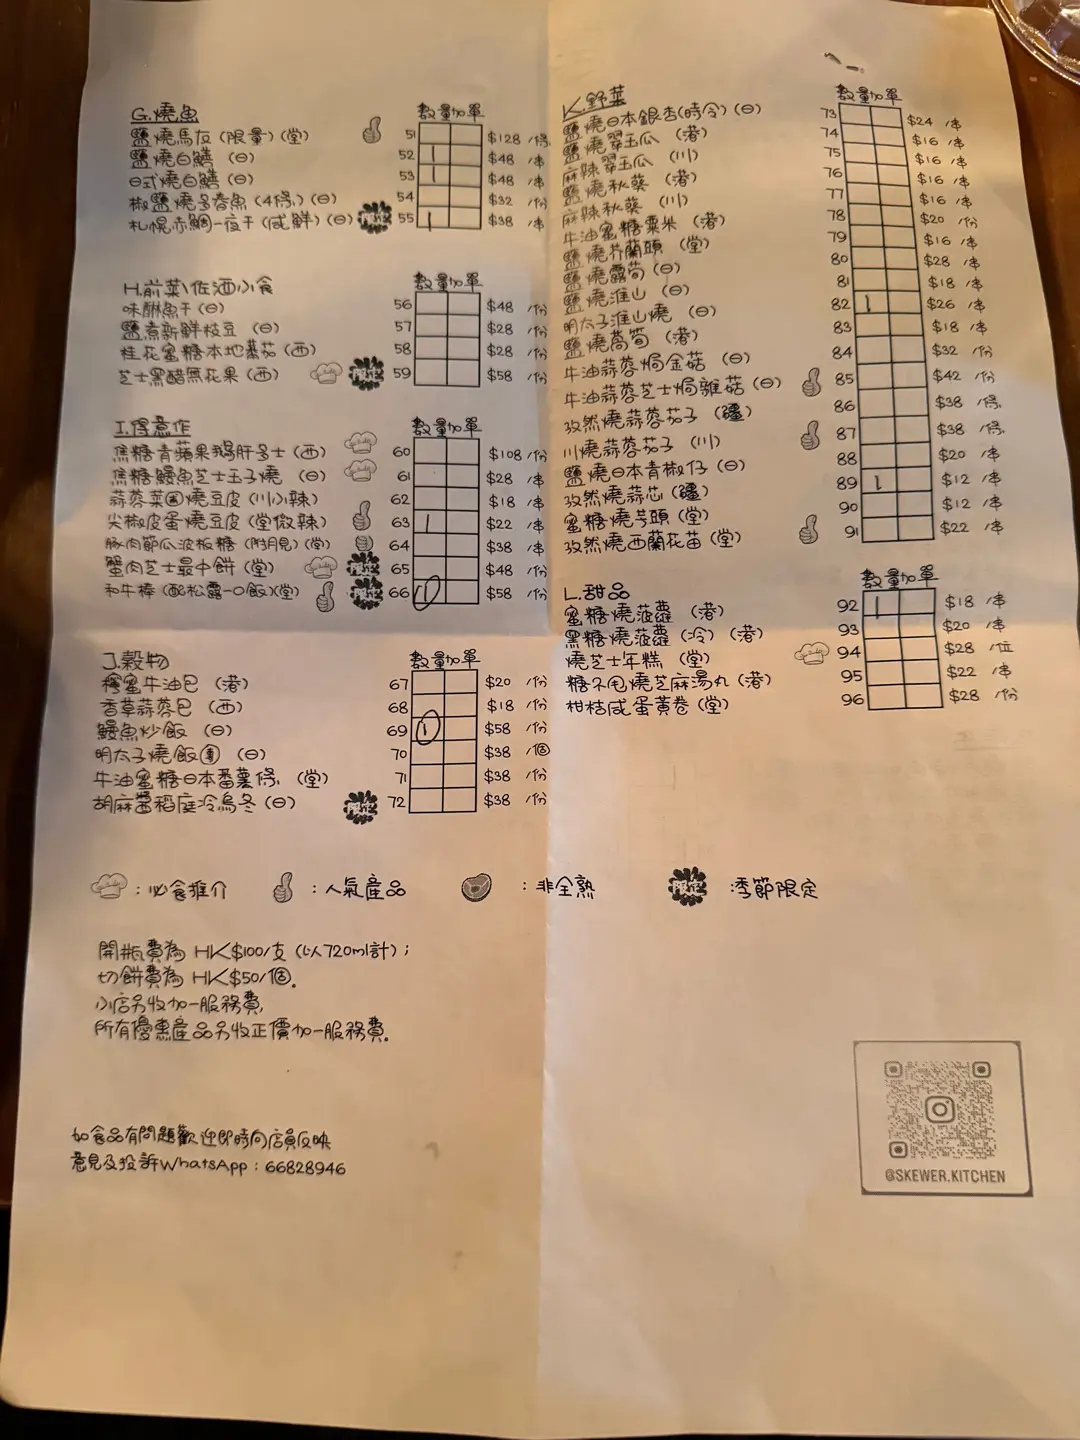 G.燒魚 數量加單
鹽燒馬友 (限量) (堂) 51 $128 /條
鹽燒白鱔 (日) 52 1 $48 /串
日式燒白鱔 (日) 53 1 $48 /串
椒鹽燒多春魚 (4條) (日) 54 $32 /份
札幌赤鯛一夜干 (咸鮮) (日) 限定 55 1 $38 /串
H.前菜\佐酒小食 數量加單
味醂魚干 (日) 56 $48 /份
鹽煮新鮮枝豆 (日) 57 $28 /份
桂花蜜糖本地蕃茄 (西) 58 $28 /份
芝士黑醋無花果 (西) 限定 59 $58 /份
I.得意作 數量加單
焦糖青蘋果鵝肝多士 (西) 60 $108 /份
焦糖鰻魚芝士玉子燒 (日) 61 $28 /串
蒜蓉菜圃燒豆皮 (川小辣) 62 $18 /串
尖椒皮蛋燒豆皮 (堂微辣) 63 1 $22 /串
豚肉節瓜波板糖 (附月見) (堂) 64 $38 /串
蟹肉芝士最中餅 (堂) 限定 65 $48 /份
和牛棒 (配松露一口飯)(堂) 限定 66 1 $58 /份
J.穀物 數量加單
檸蜜牛油包 (港) 67 $20 /份
香草蒜蓉包 (西) 68 $18 /份
鰻魚炒飯 (日) 69 1 $58 /份
明太子燒飯團 (日) 70 $38 /個
牛油蜜糖日本番薯條 (堂) 71 $38 /份
胡麻醬稻庭冷烏冬 (日) 限定 72 $38 /份
K.野菜 數量加單
鹽燒日本銀杏(時令) (日) 73 $24 /串
鹽燒翠玉瓜 (港) 74 $16 /串
麻辣翠玉瓜 (川) 75 $16 /串
鹽燒秋葵 (港) 76 $16 /串
麻辣秋葵 (川) 77 $16 /串
牛油蜜糖粟米 (港) 78 $20 /份
鹽燒芥蘭頭 (堂) 79 $16 /串
鹽燒露筍 (日) 80 $28 /串
鹽燒淮山 (日) 81 $18 /串
明太子淮山燒 (日) 82 1 $26 /串
鹽燒萵筍 (港) 83 $18 /串
牛油蒜蓉焗金菇 (日) 84 $32 /份
牛油蒜蓉芝士焗雜菇 (日) 85 $42 /份
孜然燒蒜蓉茄子 (疆) 86 $38 /條
川燒蒜蓉茄子 (川) 87 $38 /條
鹽燒日本青椒仔 (日) 88 $20 /串
孜然燒蒜芯 (疆) 89 1 $12 /串
蜜糖燒芋頭 (堂) 90 $12 /串
孜然燒西蘭花苗 (堂) 91 $22 /串
L.甜品 數量加單
蜜糖燒菠蘿 (港) 92 1 $18 /串
黑糖燒菠蘿 (冷) (港) 93 $20 /串
燒芝士年糕 (堂) 94 $28 /位
糖不甩燒芝麻湯丸 (港) 95 $22 /串
柑桔咸蛋黃卷 (堂) 96 $28 /份
:必食推介 :人氣產品 :非全熟 限定 :季節限定
開瓶費為 HK$100/支 (以720ml計) ;
切餅費為 HK$50/個.
小店另收加一服務費,
所有優惠產品另收正價加一服務費.
如食品有問題歡迎即時向店員反映
意見及投訴WhatsApp : 66828946
@SKEWER.KITCHEN